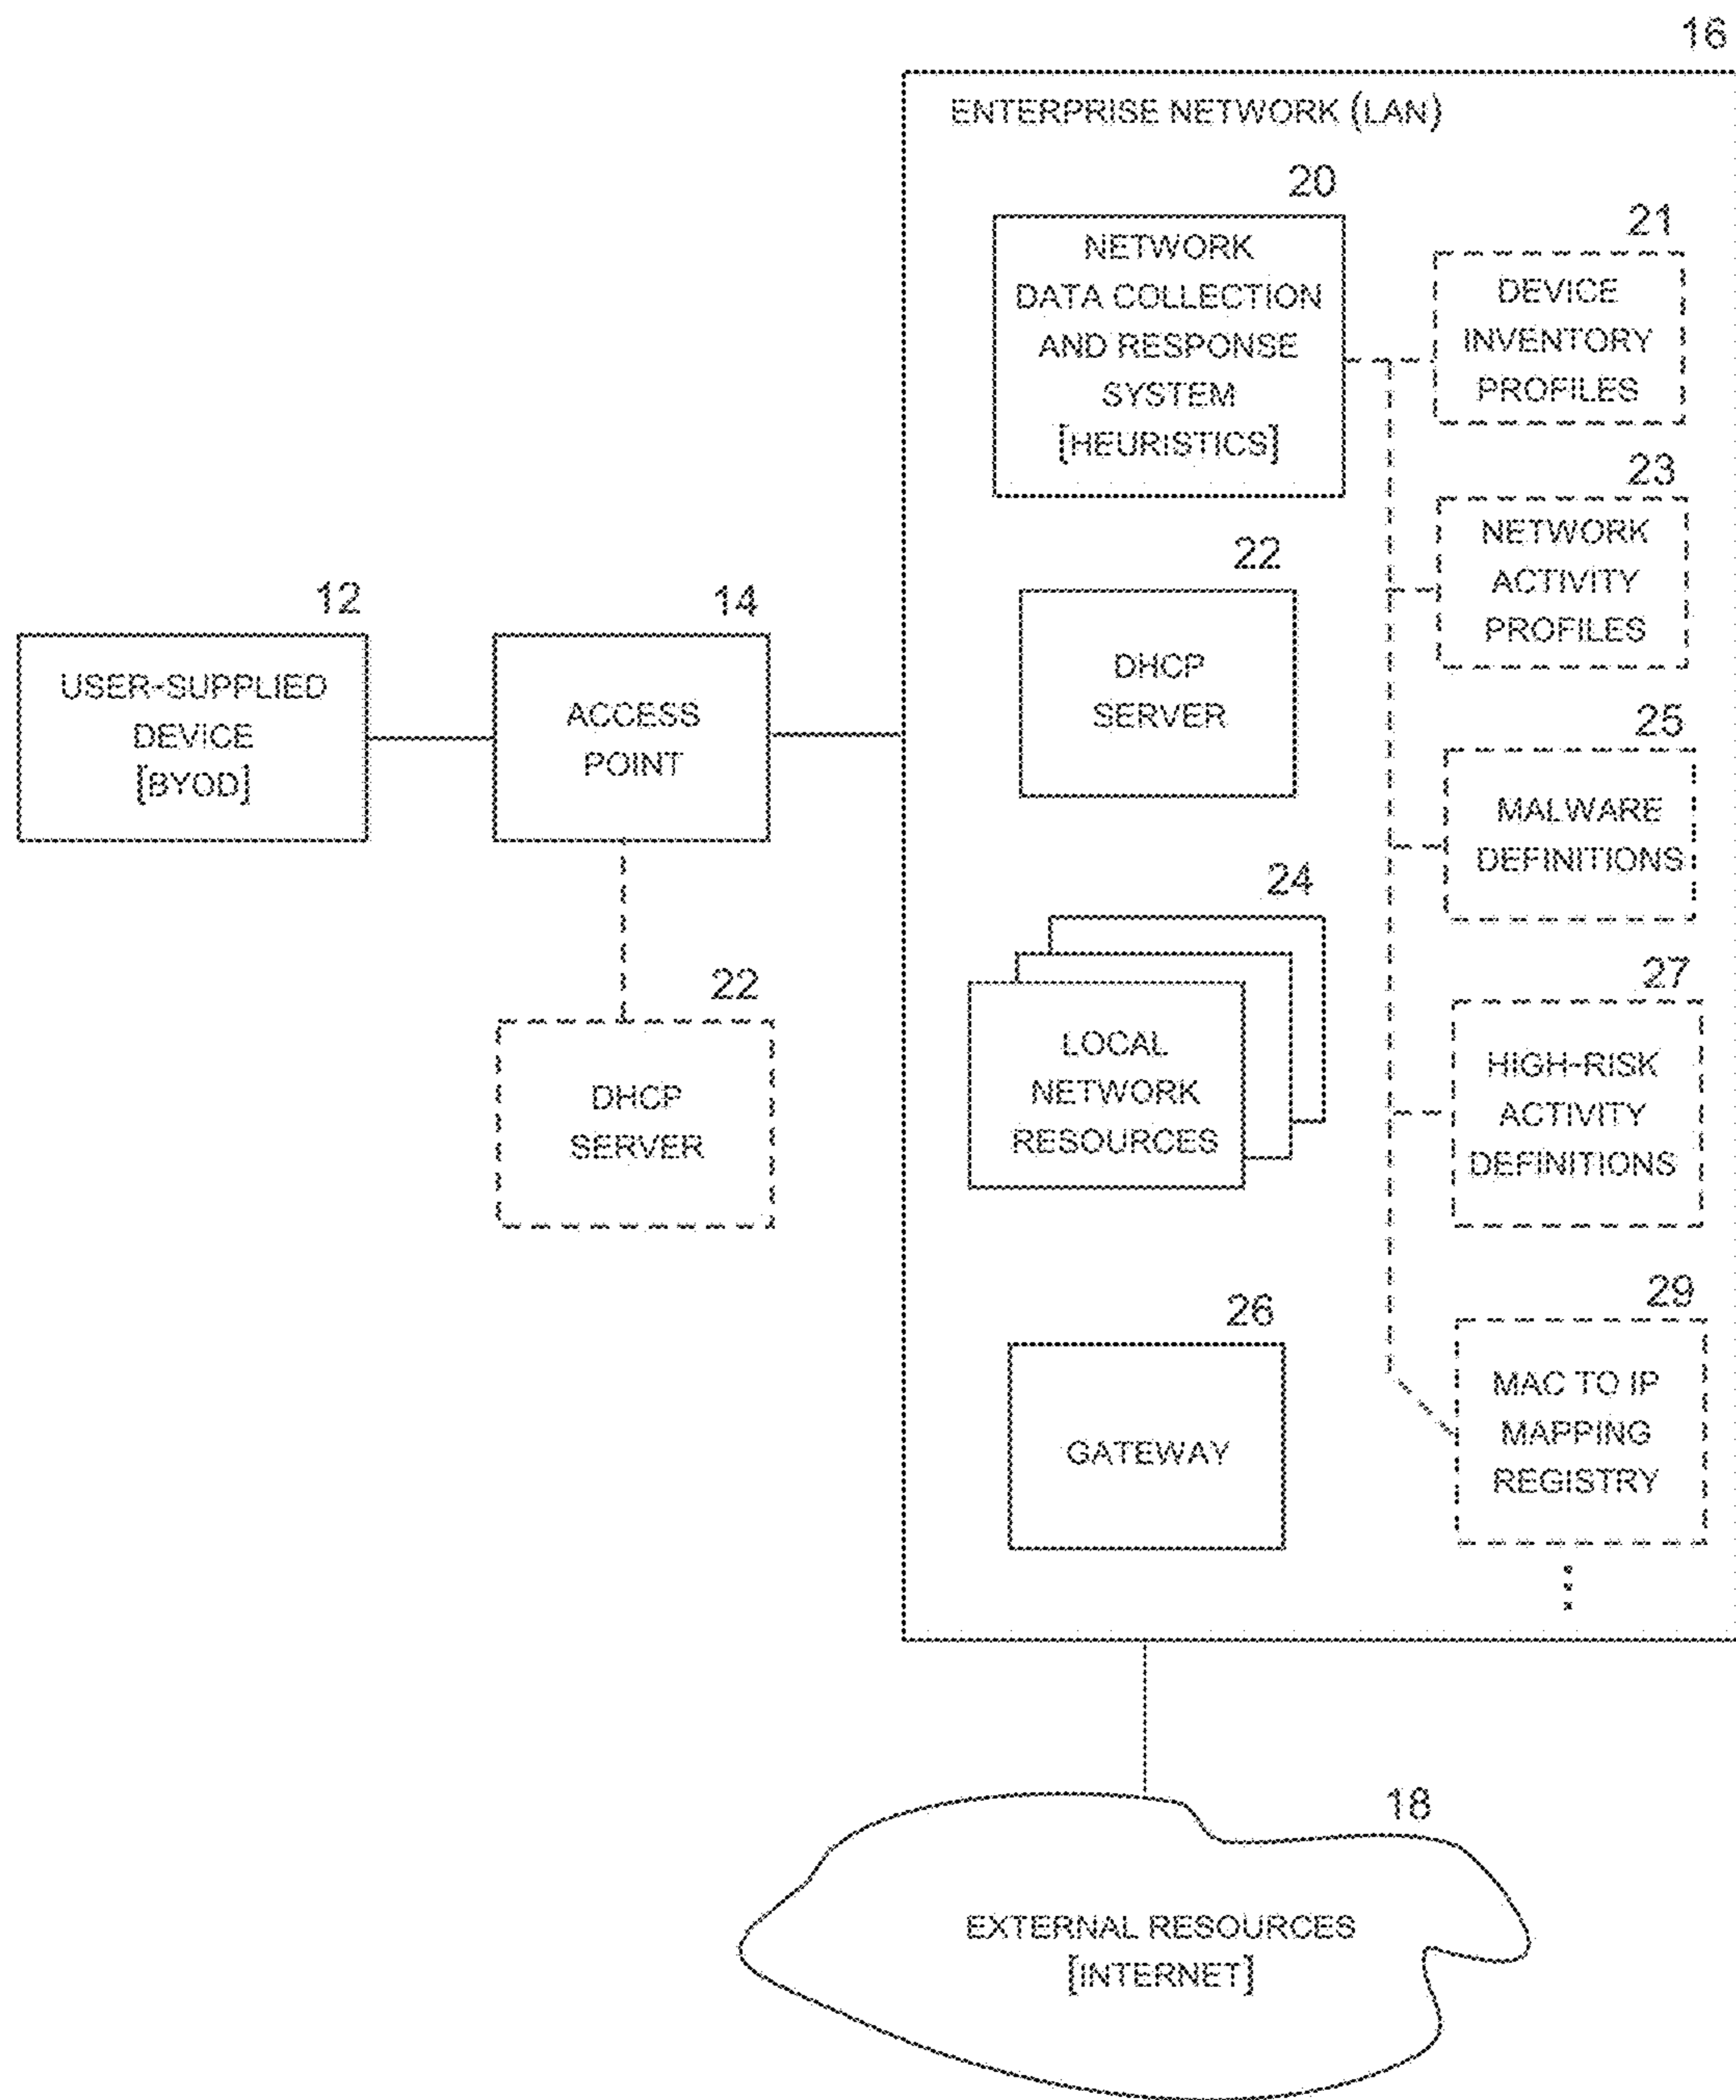 16
ENTERPRISE NETWORK (LAN)
20
NETWORK
DATA COLLECTION
AND RESPONSE
SYSTEM
[HEURISTICS]
21
DEVICE
INVENTORY
PROFILES
23
NETWORK
ACTIVITY
PROFILES
22
DHCP
SERVER
12
USER-SUPPLIED
DEVICE
[BYOD]
14
ACCESS
POINT
25
MALWARE
DEFINITIONS
24
LOCAL
NETWORK
RESOURCES
22
DHCP
SERVER
27
HIGH-RISK
ACTIVITY
DEFINITIONS
26
GATEWAY
29
MAC TO IP
MAPPING
REGISTRY
18
EXTERNAL RESOURCES
[INTERNET]